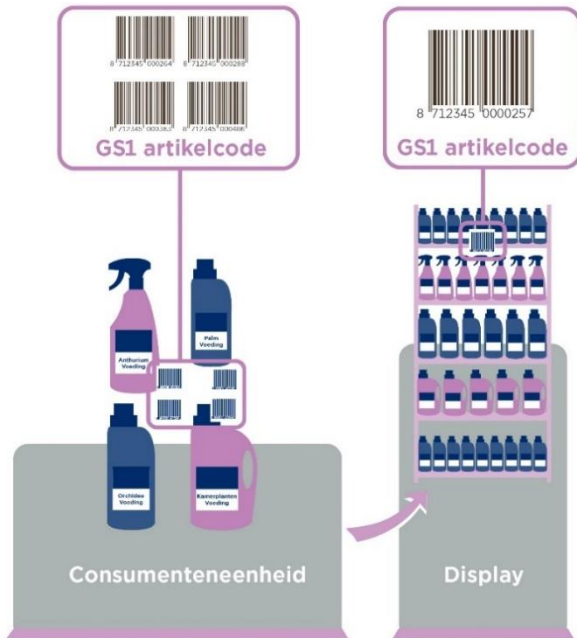 8 712345 000264
8 712345 000288
8 712345 000363
8 712345 000486
GS1 artikelcode
8 712345 0000257
GS1 artikelcode
Anthurium
Voeding
Palm
Voeding
Orchidee
Voeding
Kamerplanten
Voeding
Consumenteneenheid
Display